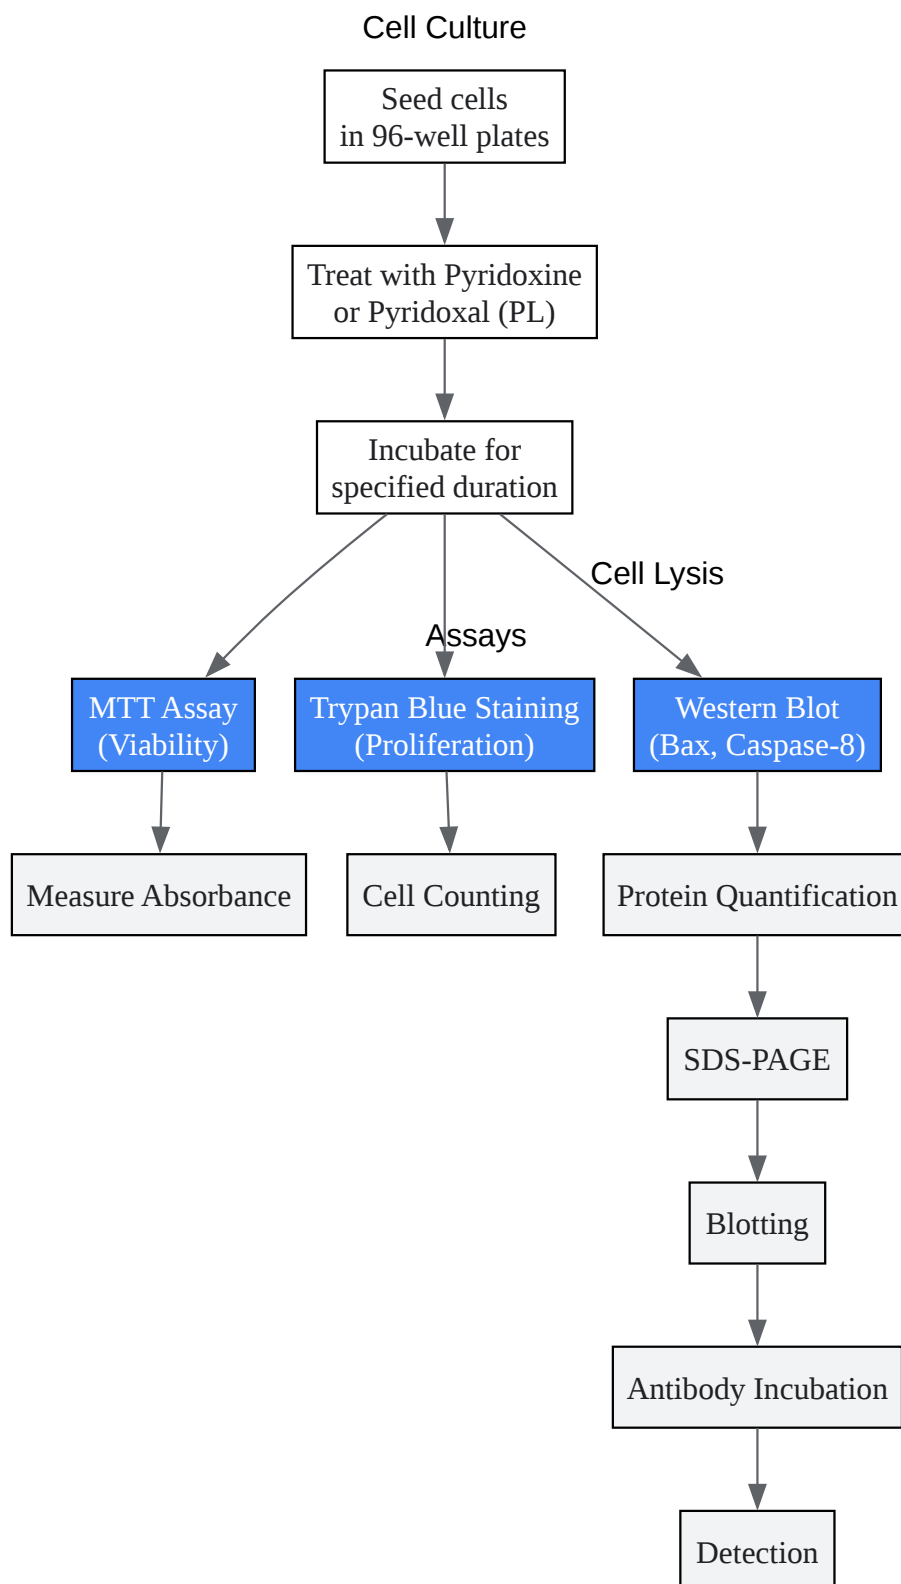 Cell Culture
Seed cells
in 96-well plates
Treat with Pyridoxine
or Pyridoxal (PL)
Incubate for
specified duration
Cell Lysis
Assays
MTT Assay
(Viability)
Trypan Blue Staining
(Proliferation)
Western Blot
(Bax, Caspase-8)
Measure Absorbance
Cell Counting
Protein Quantification
SDS-PAGE
Blotting
Antibody Incubation
Detection